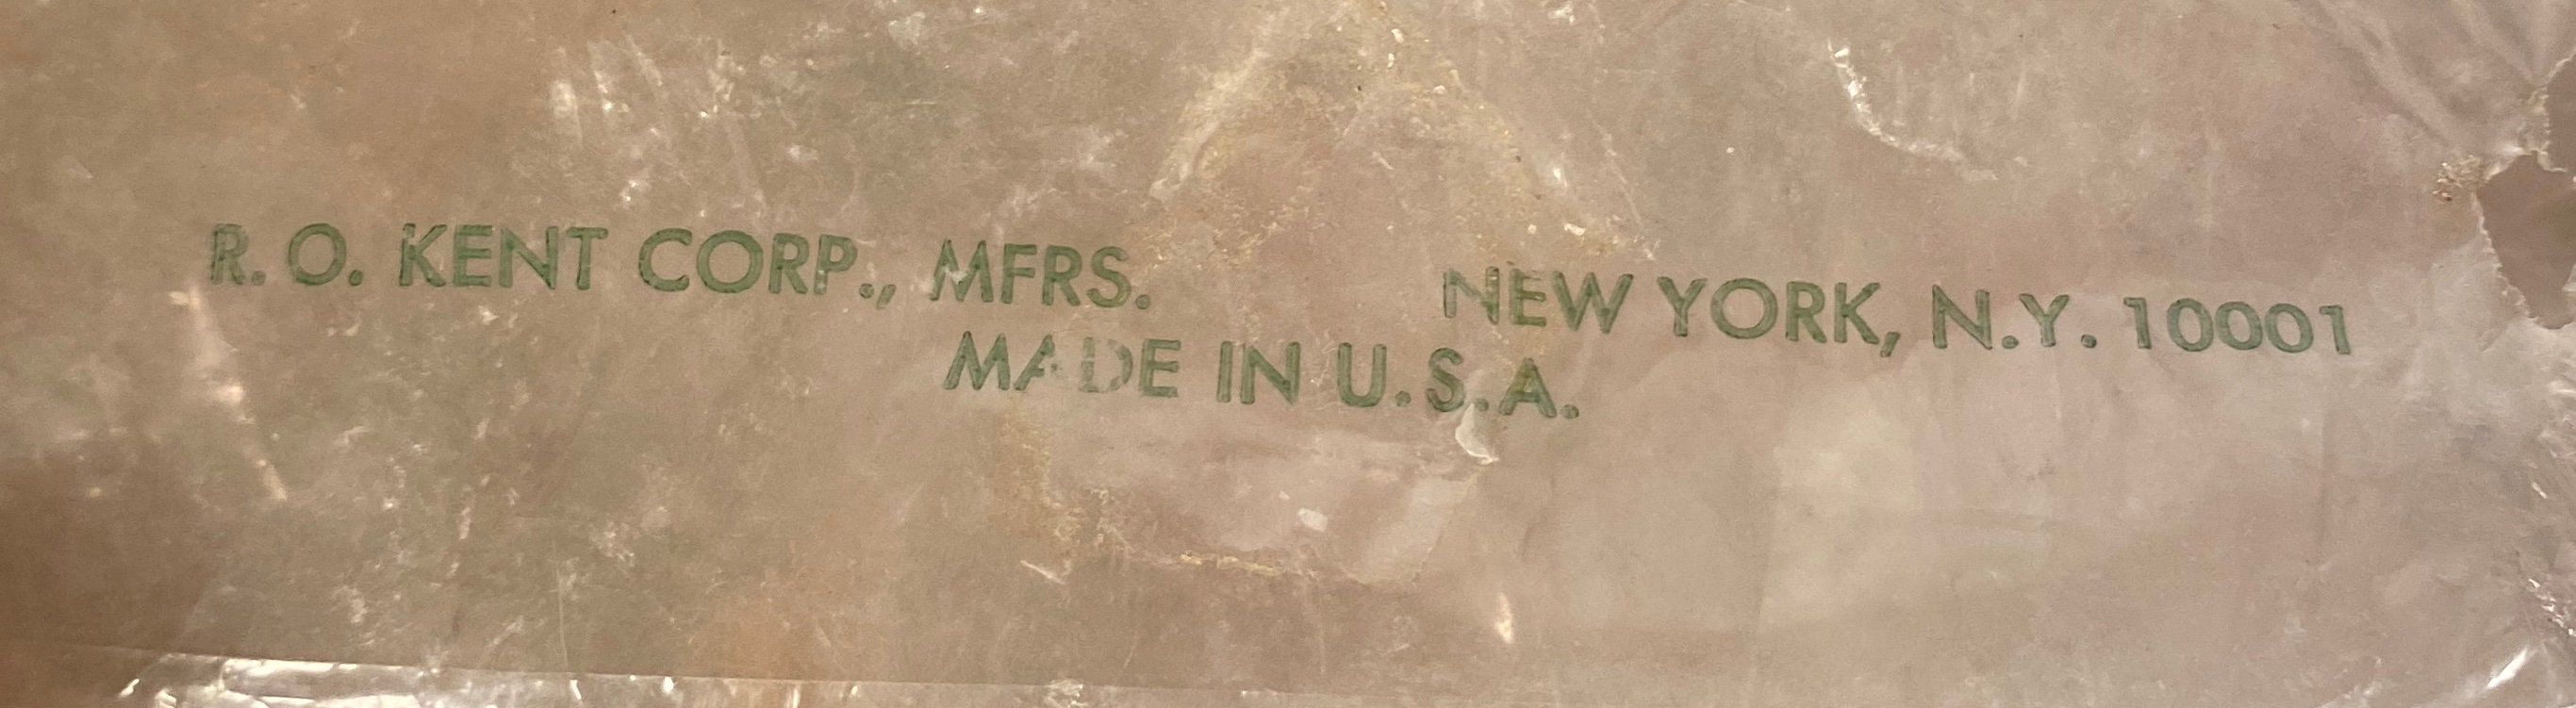 R. O. KENT CORP., MFRS. NEW YORK, N.Y. 10001
MADE IN U.S.A.